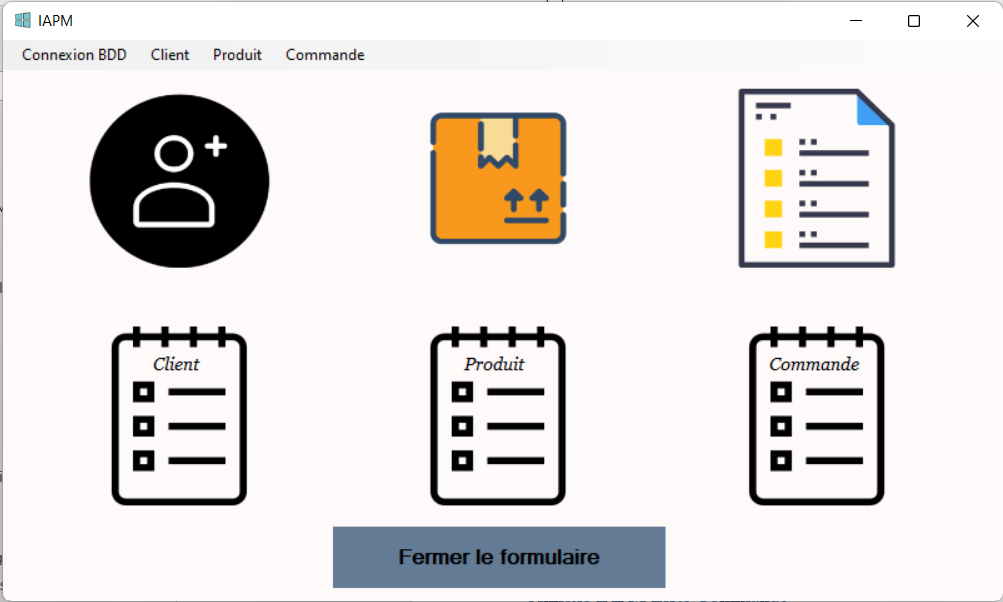 IAPM
Connexion BDD Client Produit Commande
Client Produit Commande
Fermer le formulaire